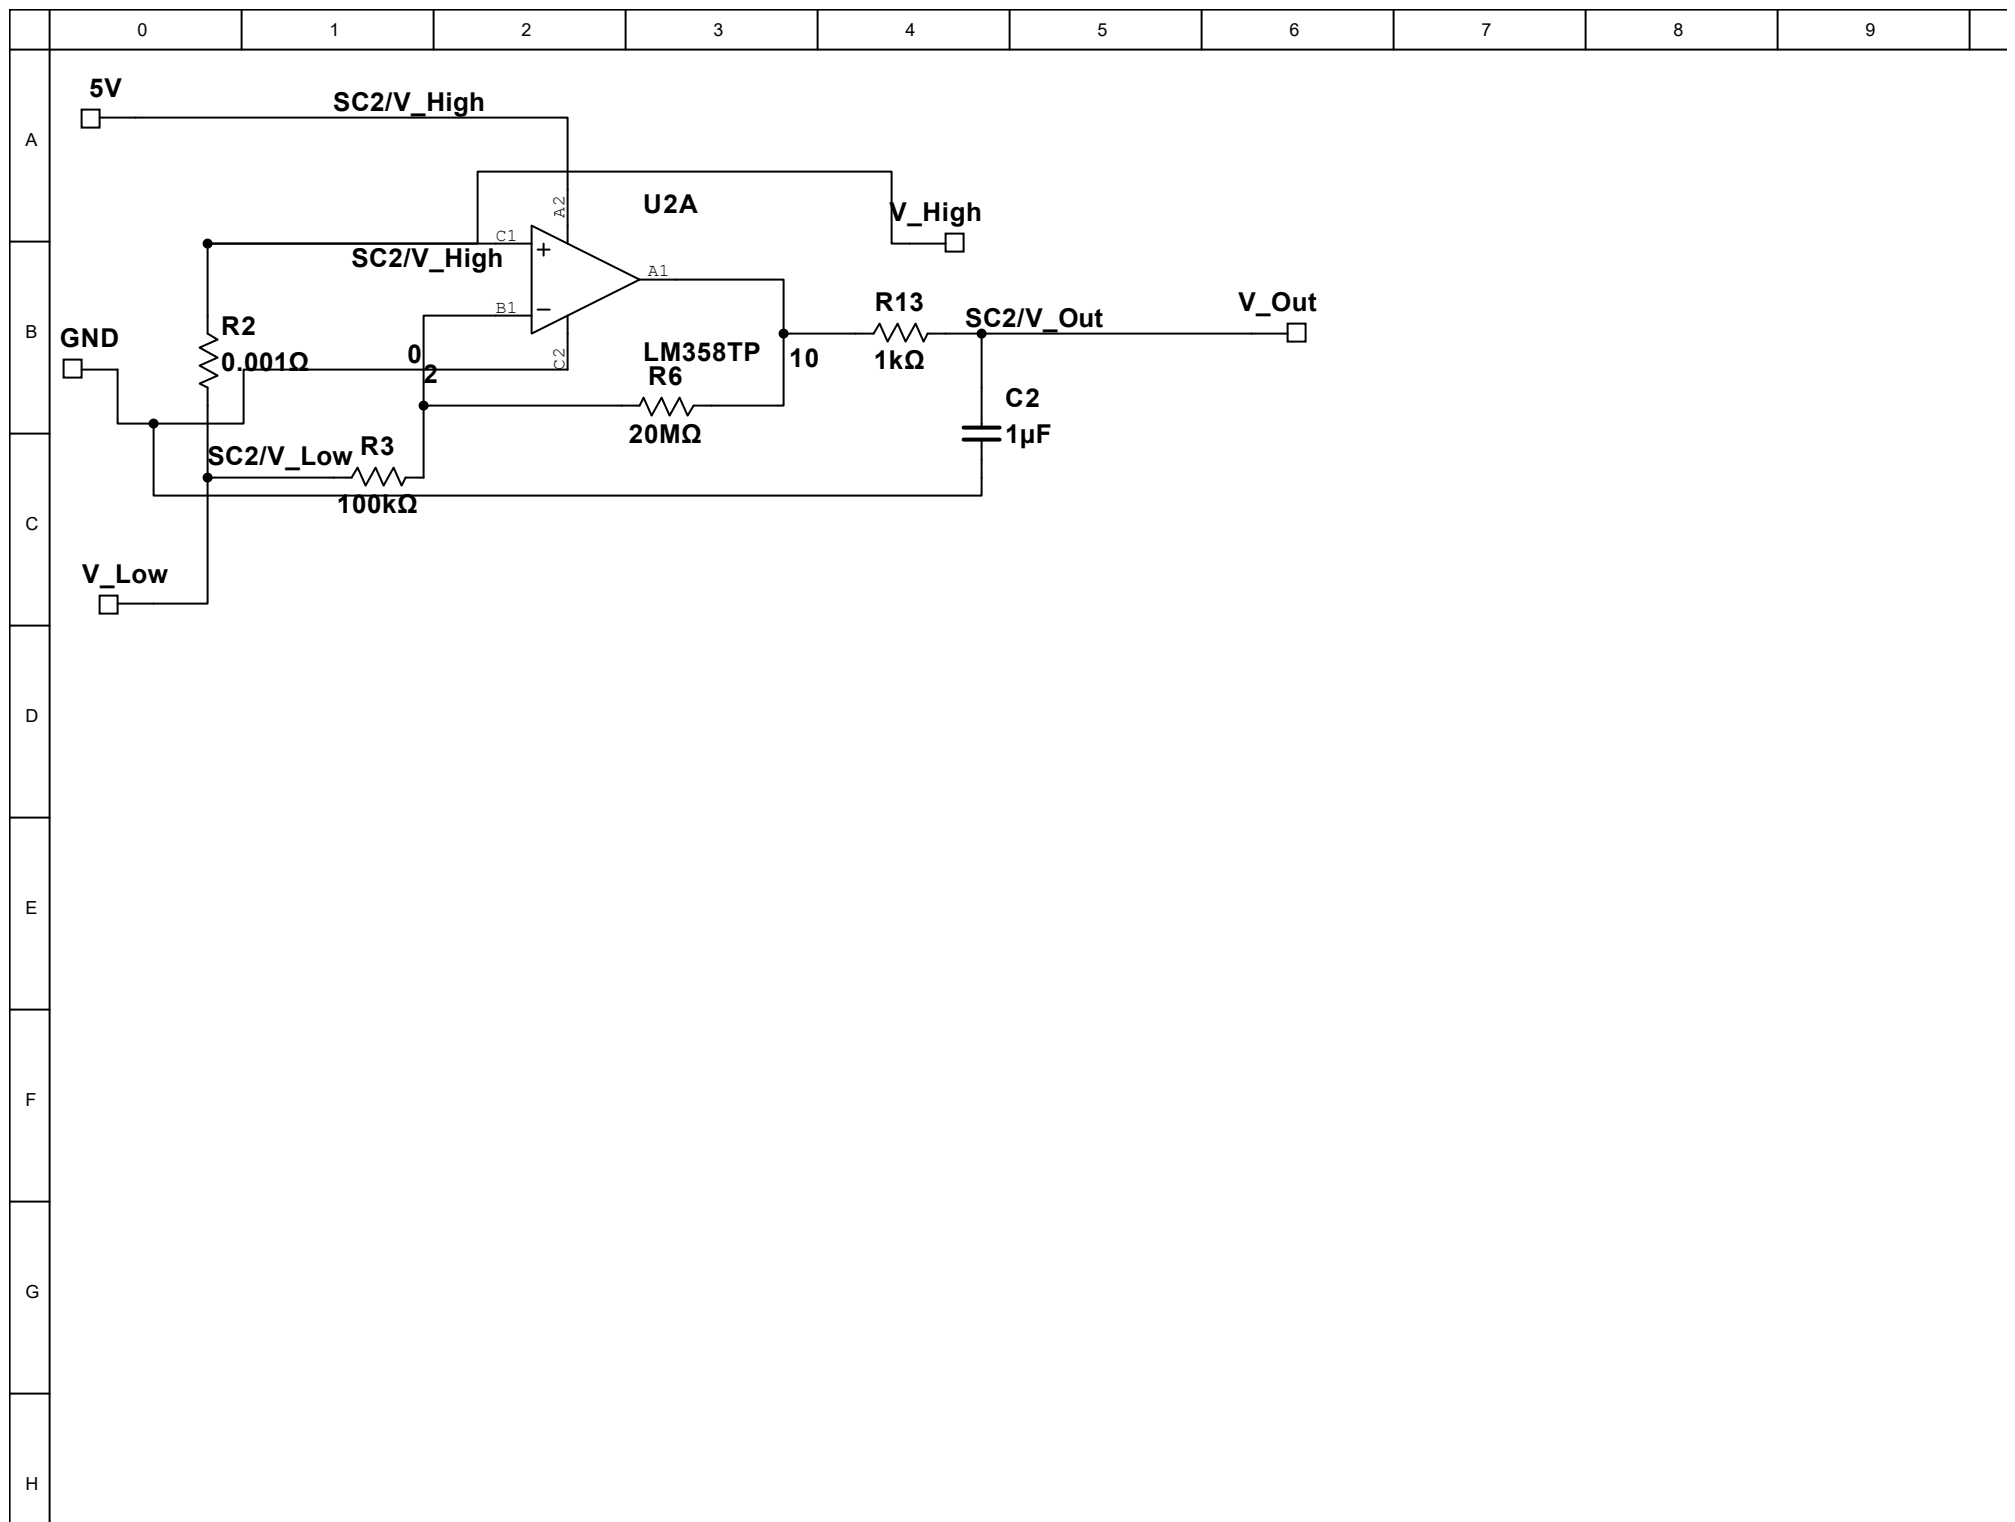 0 1 2 3 4 5 6 7 8 9
5V
SC2/V_High
A
A2
U2A
V_High
C1
+
SC2/V_High
A1
B1
−
R13
SC2/V_Out
V_Out
B
GND
R2
0.001Ω
0
2
C2
LM358TP
10
1kΩ
R6
20MΩ
C2
1µF
SC2/V_Low
R3
100kΩ
C
V_Low
D
E
F
G
H